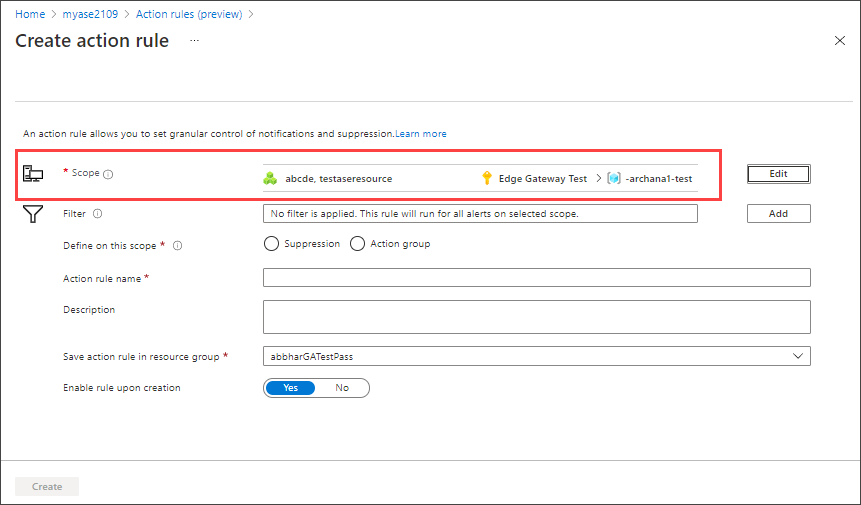 Home > myase2109 > Action rules (preview) >
Create action rule ...
An action rule allows you to set granular control of notifications and suppression.Learn more
* Scope
abcde, testaseresource
Edge Gateway Test > -archana1-test
Edit
Filter
No filter is applied. This rule will run for all alerts on selected scope.
Add
Define on this scope *
Suppression
Action group
Action rule name *
Description
Save action rule in resource group *
abbharGATestPass
Enable rule upon creation
Yes
No
Create